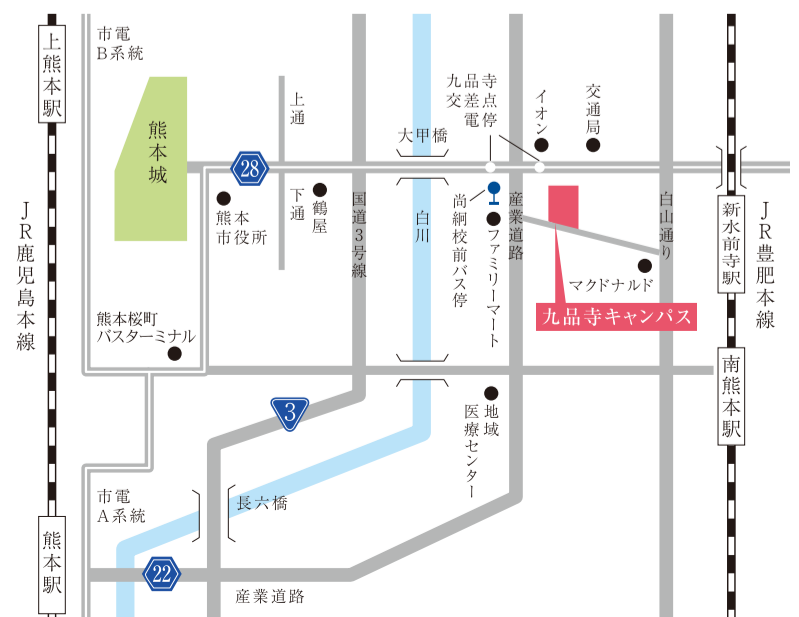 市電
B系統
上熊本駅
熊本城
28
上通
下通
鶴屋
熊本
市役所
国道3号線
大甲橋
白川
九品寺
交差点
電停
イオン
交通局
尚絅校前バス停
ファミリーマート
産業道路
白山通り
マクドナルド
九品寺キャンパス
新水前寺駅
JR豊肥本線
JR鹿児島本線
熊本桜町
バスターミナル
3
地域
医療センター
南熊本駅
市電
A系統
長六橋
熊本駅
22
産業道路